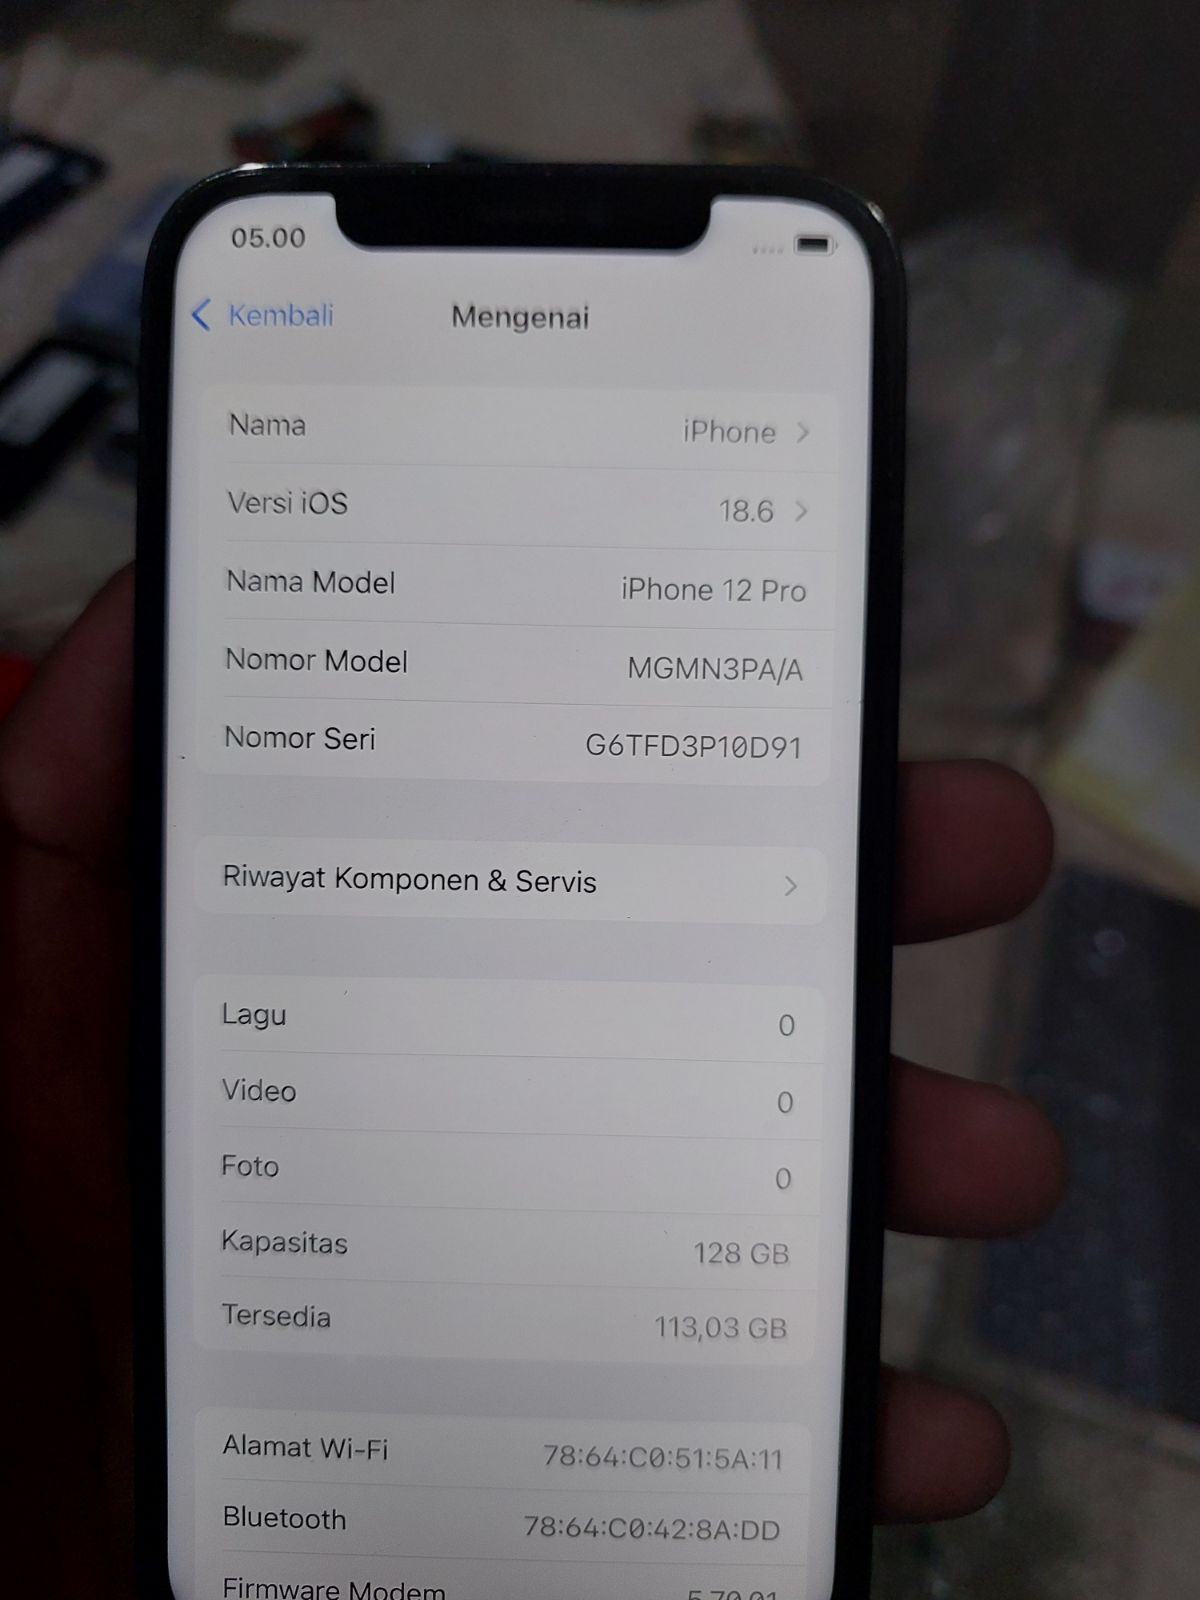 05.00
Kembali Mengenai
Nama iPhone
Versi iOS 18.6
Nama Model iPhone 12 Pro
Nomor Model MGMN3PA/A
Nomor Seri G6TFD3P10D91
Riwayat Komponen & Servis
Lagu 0
Video 0
Foto 0
Kapasitas 128 GB
Tersedia 113,03 GB
Alamat Wi-Fi 78:64:C0:51:5A:11
Bluetooth 78:64:C0:42:8A:DD
Firmware Modem